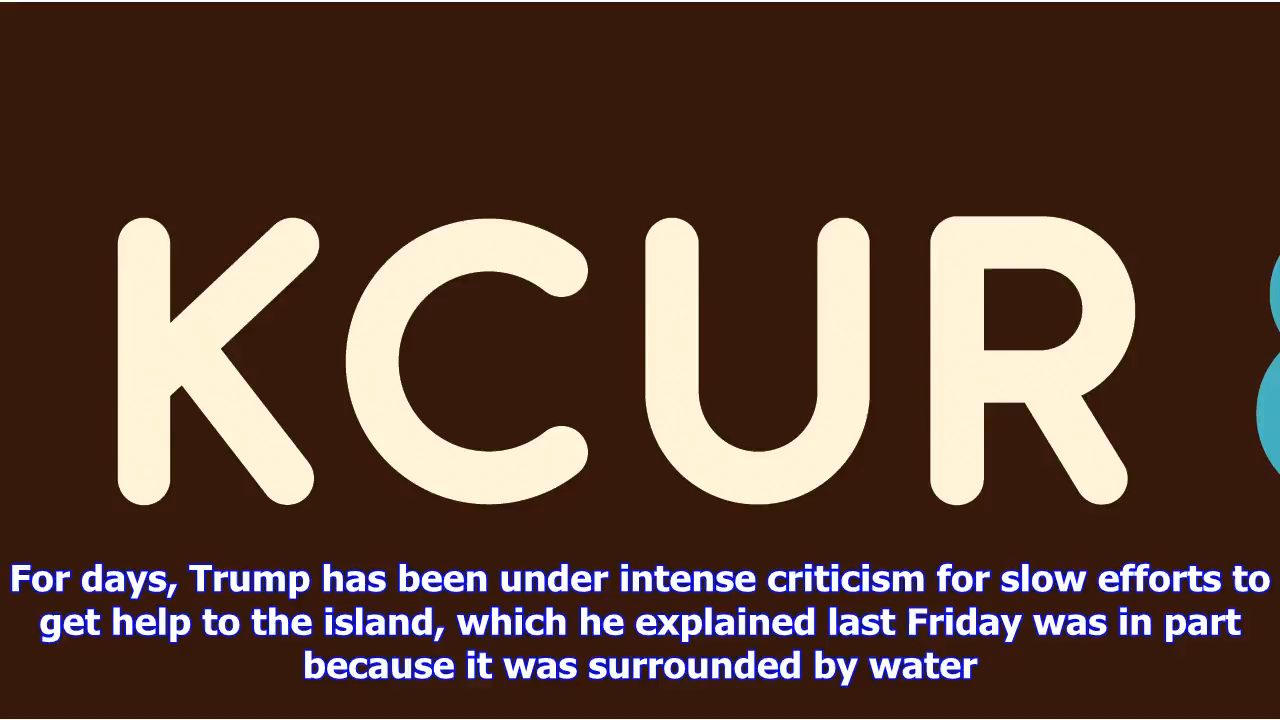 KCUR
For days, Trump has been under intense criticism for slow efforts to
get help to the island, which he explained last Friday was in part
because it was surrounded by water